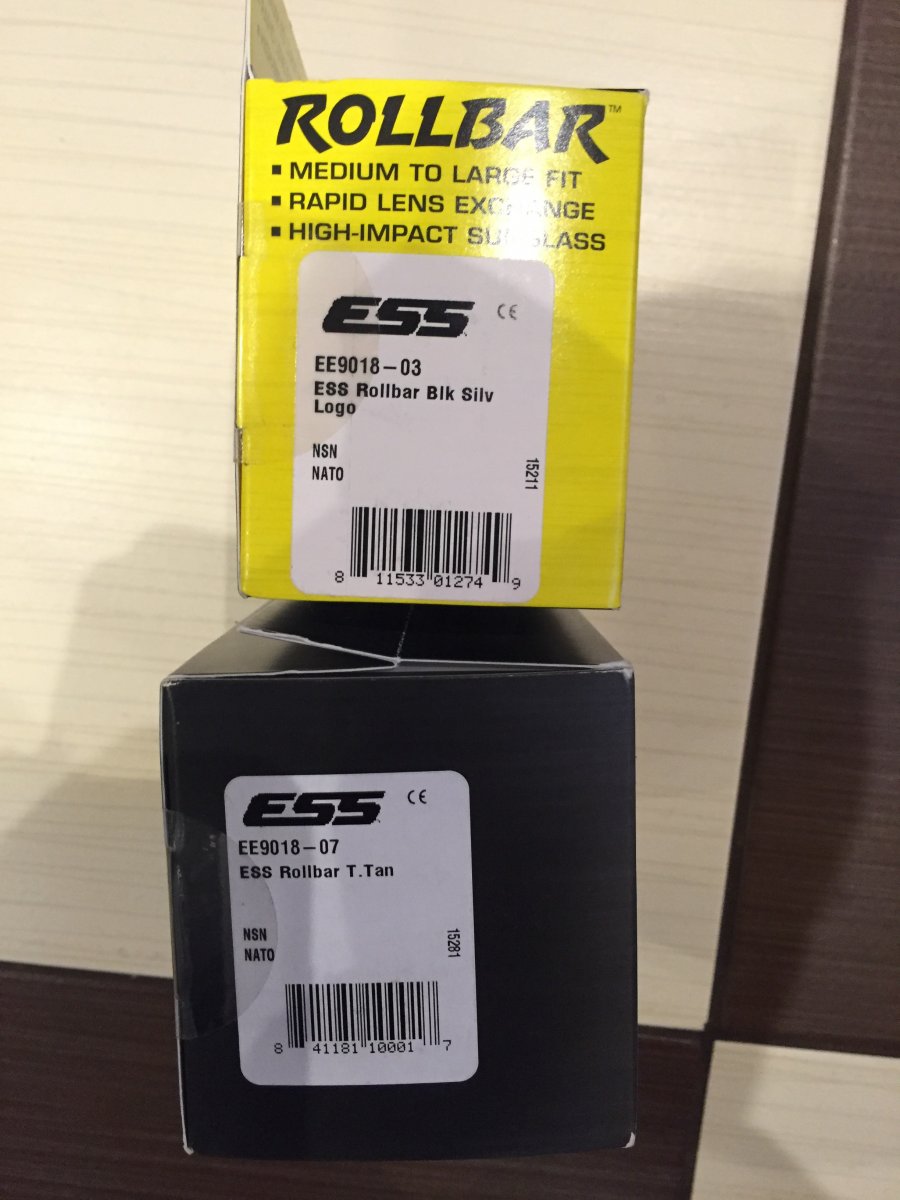 ROLLBAR™
▪ MEDIUM TO LARGE FIT
▪ RAPID LENS EXCHANGE
▪ HIGH-IMPACT SUNGLASS
ESS CE
EE9018-03
ESS Rollbar Blk Silv
Logo
NSN
NATO
15211
8 11533 01274 9
ESS CE
EE9018-07
ESS Rollbar T.Tan
NSN
NATO
15281
8 41181 10001 7